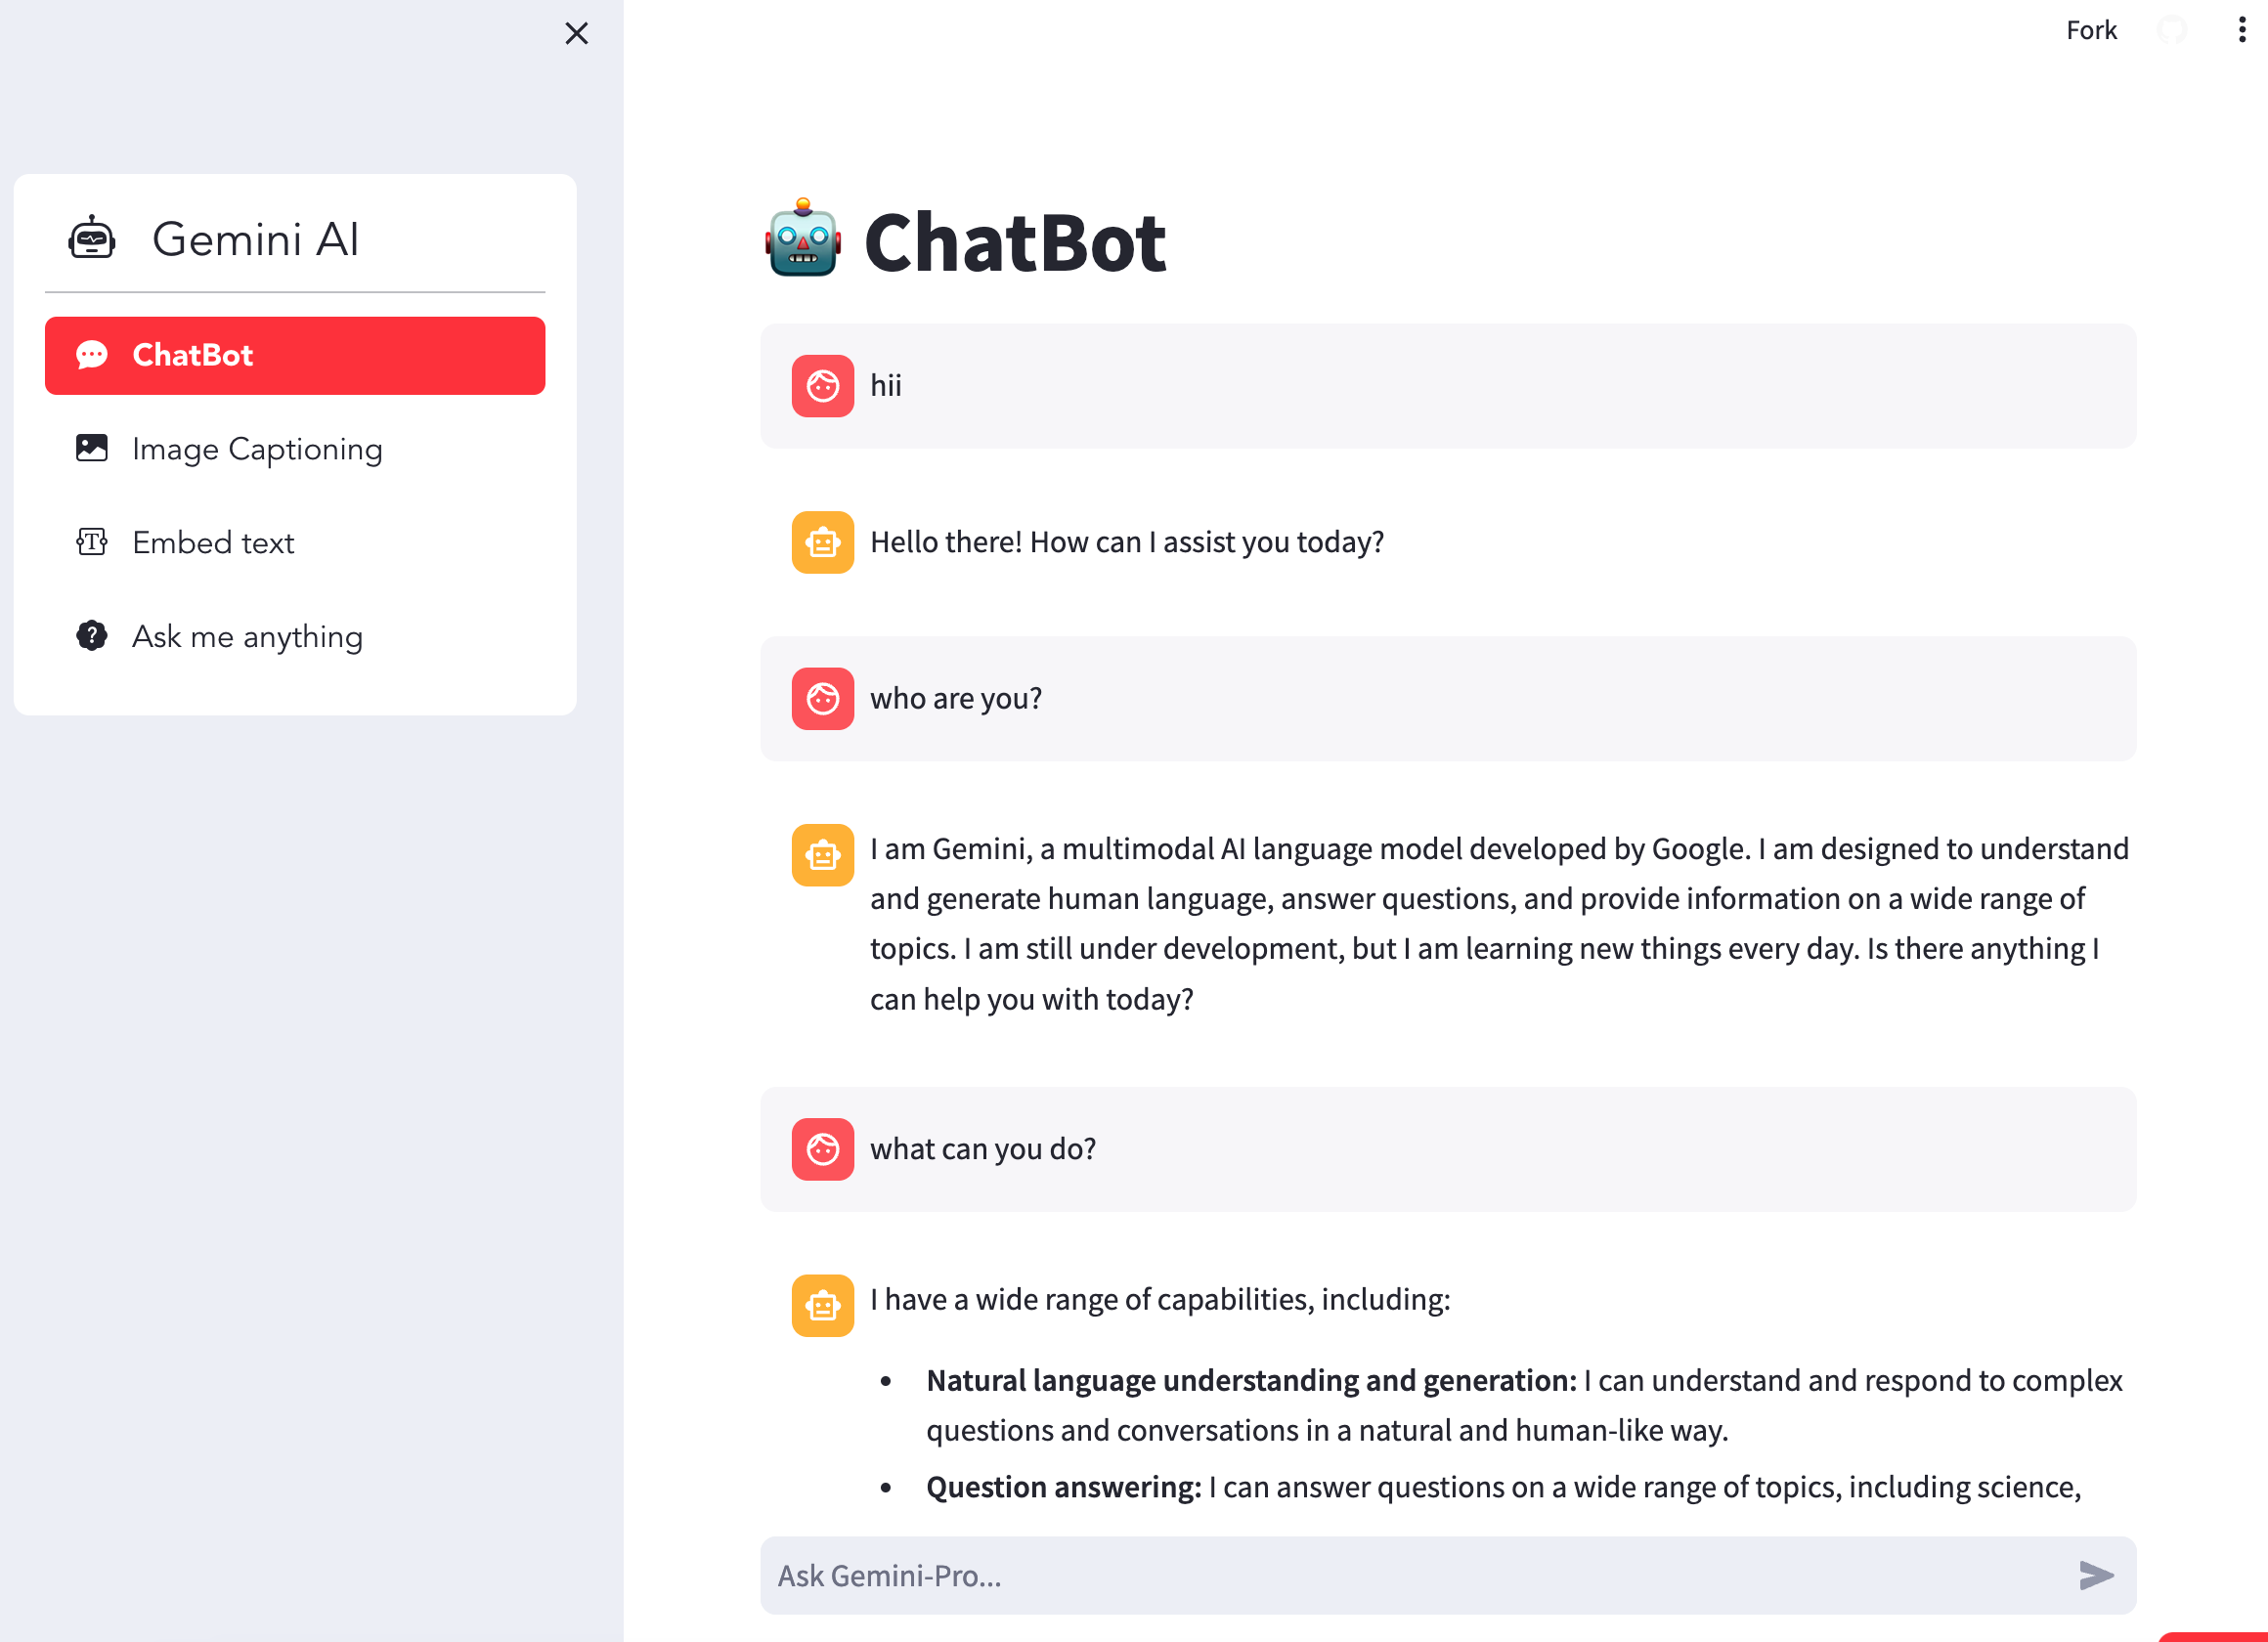 Fork
Gemini AI
ChatBot
Image Captioning
Embed text
Ask me anything
ChatBot
hii
Hello there! How can I assist you today?
who are you?
I am Gemini, a multimodal AI language model developed by Google. I am designed to understand
and generate human language, answer questions, and provide information on a wide range of
topics. I am still under development, but I am learning new things every day. Is there anything I
can help you with today?
what can you do?
I have a wide range of capabilities, including:
• Natural language understanding and generation: I can understand and respond to complex
questions and conversations in a natural and human-like way.
• Question answering: I can answer questions on a wide range of topics, including science,
Ask Gemini-Pro...